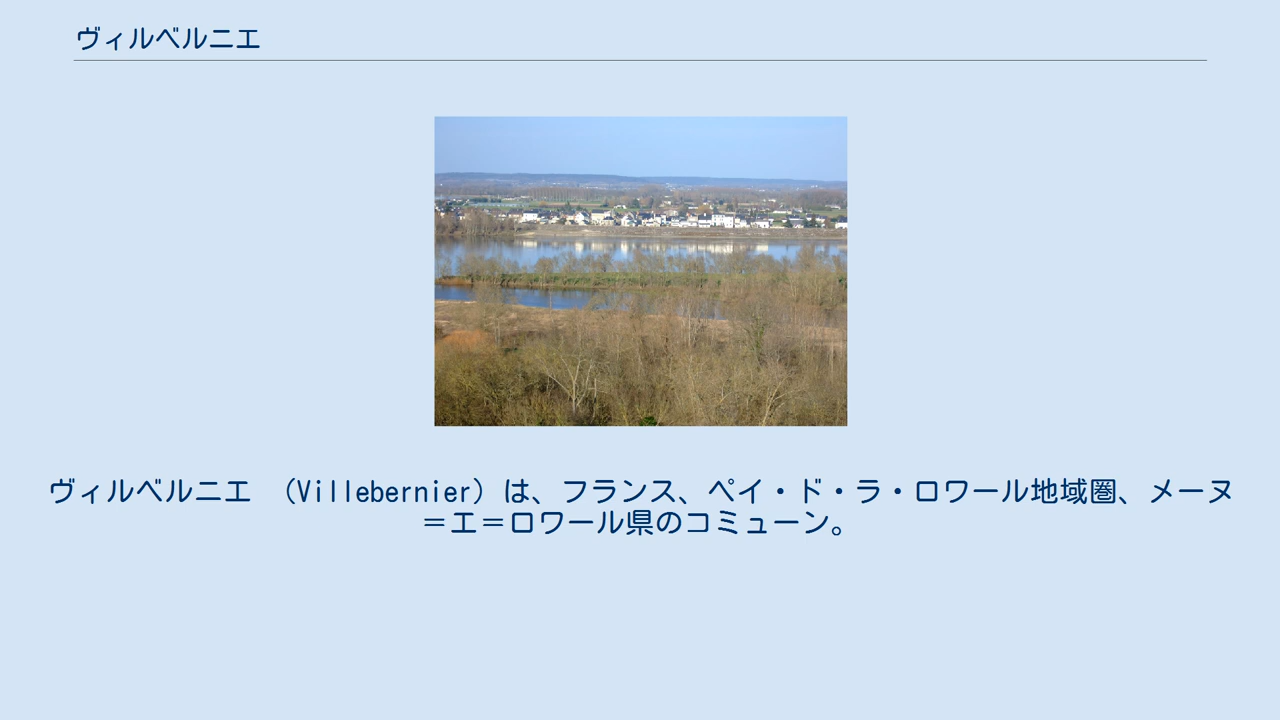 ヴィルベルニエ
ヴィルベルニエ （Villebernier）は、フランス、ペイ・ド・ラ・ロワール地域圏、メーヌ
＝エ＝ロワール県のコミューン。